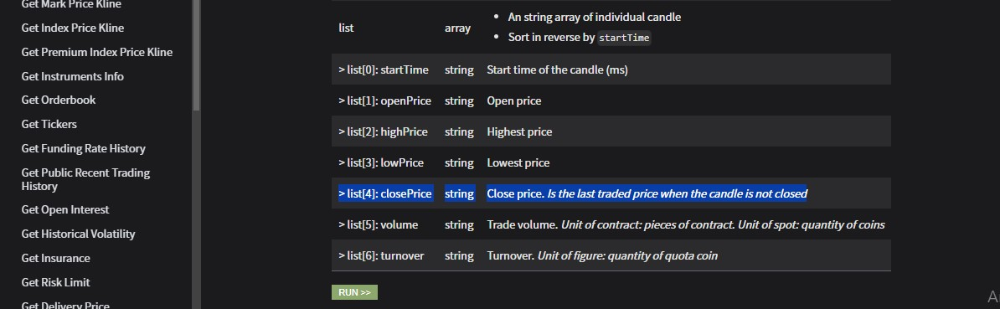 Get Mark Price Kline
Get Index Price Kline
Get Premium Index Price Kline
Get Instruments Info
Get Orderbook
Get Tickers
Get Funding Rate History
Get Public Recent Trading
History
Get Open Interest
Get Historical Volatility
Get Insurance
Get Risk Limit
Get Delivery Price
list array • An string array of individual candle
• Sort in reverse by startTime
> list[0]: startTime string Start time of the candle (ms)
> list[1]: openPrice string Open price
> list[2]: highPrice string Highest price
> list[3]: lowPrice string Lowest price
> list[4]: closePrice string Close price. Is the last traded price when the candle is not closed
> list[5]: volume string Trade volume. Unit of contract: pieces of contract. Unit of spot: quantity of coins
> list[6]: turnover string Turnover. Unit of figure: quantity of quota coin
RUN >>